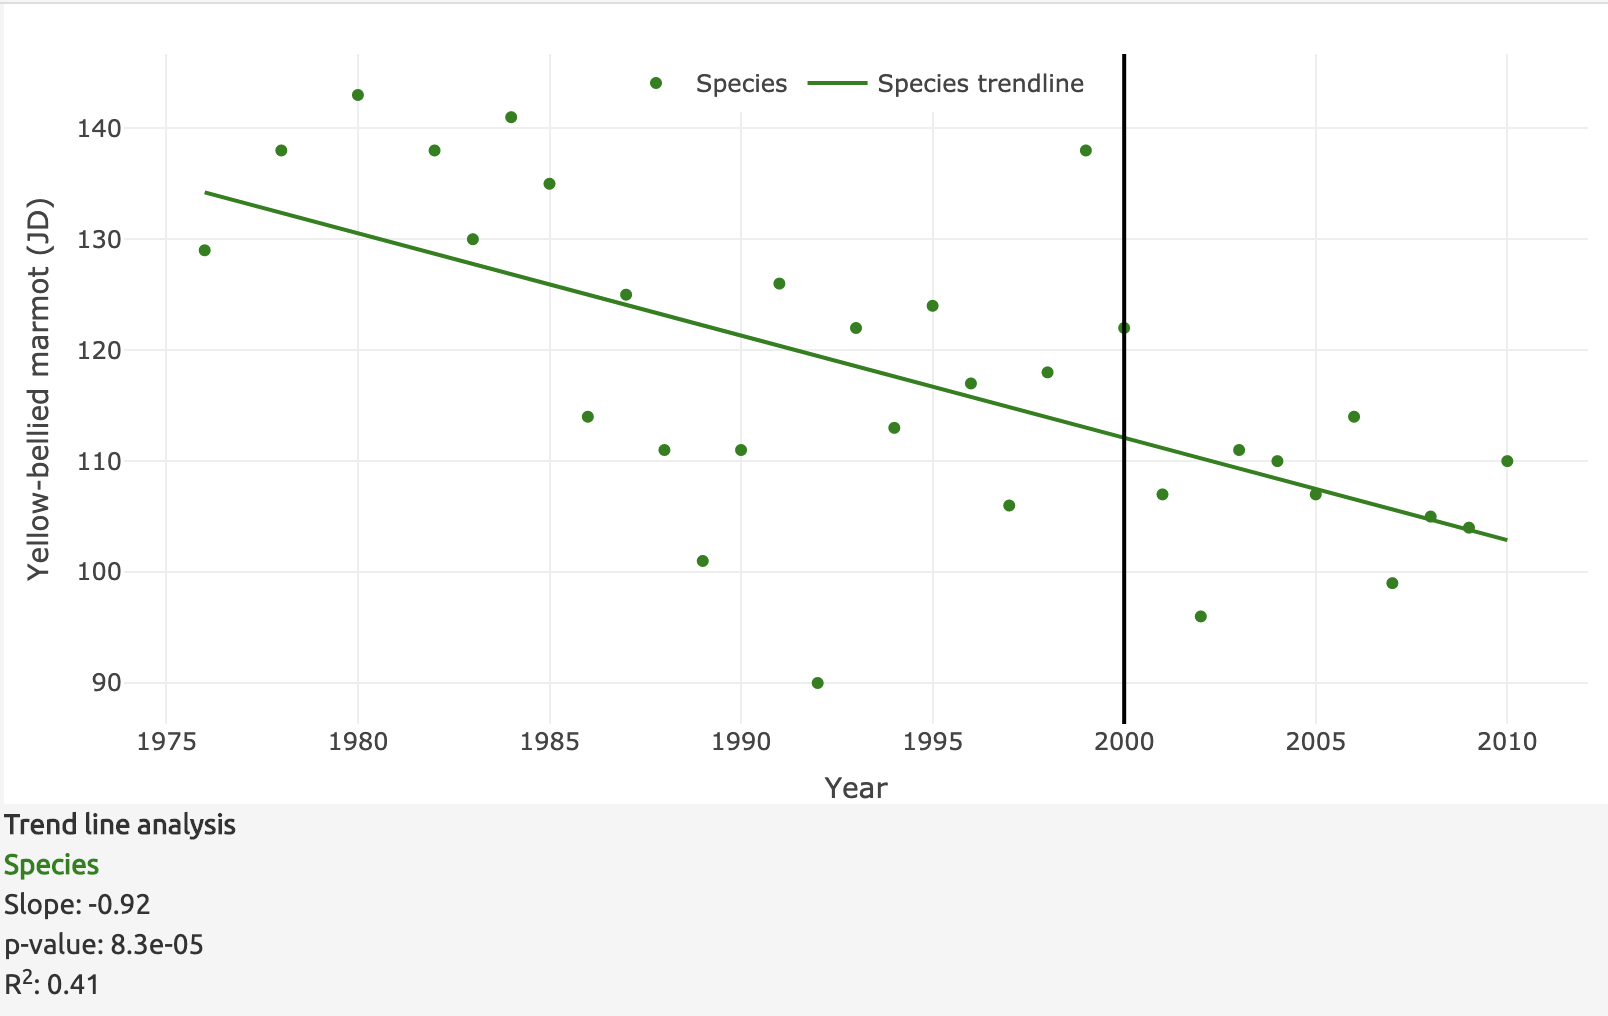 Species Species trendline
140
130
120
110
100
90
Yellow-bellied marmot (JD)
1975 1980 1985 1990 1995 2000 2005 2010
Year
Trend line analysis
Species
Slope: -0.92
p-value: 8.3e-05
R²: 0.41